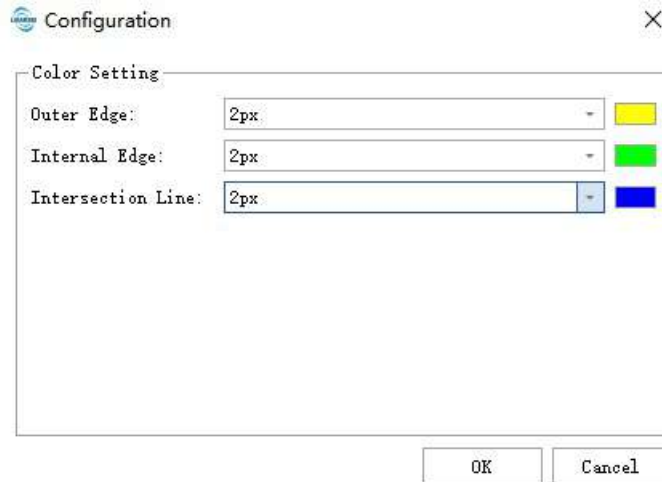 Configuration
Color Setting
Outer Edge: 2px
Internal Edge: 2px
Intersection Line: 2px
OK Cancel